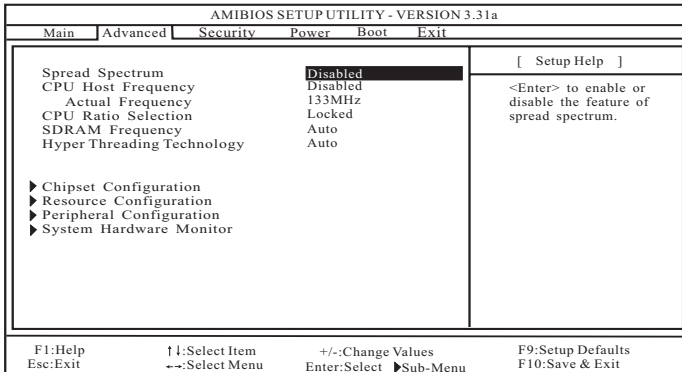 AMIBIOS SETUP UTILITY - VERSION 3.31a
Main Advanced Security Power Boot Exit
[ Setup Help ]
Spread Spectrum Disabled
CPU Host Frequency Disabled
Actual Frequency 133MHz
CPU Ratio Selection Locked
SDRAM Frequency Auto
Hyper Threading Technology Auto
<Enter> to enable or
disable the feature of
spread spectrum.
Chipset Configuration
Resource Configuration
Peripheral Configuration
System Hardware Monitor
F1:Help ↑↓:Select Item +/-:Change Values F9:Setup Defaults
Esc:Exit ←→:Select Menu Enter:Select ▶Sub-Menu F10:Save & Exit